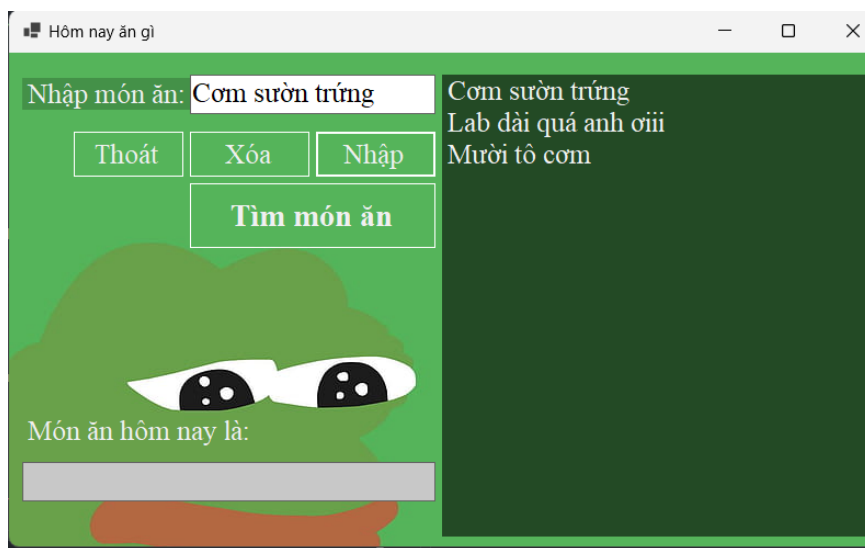 Hôm nay ăn gì
Nhập món ăn: Cơm sườn trứng
Thoát Xóa Nhập
Tìm món ăn
Món ăn hôm nay là:
Cơm sườn trứng
Lab dài quá anh ơiii
Mười tô cơm